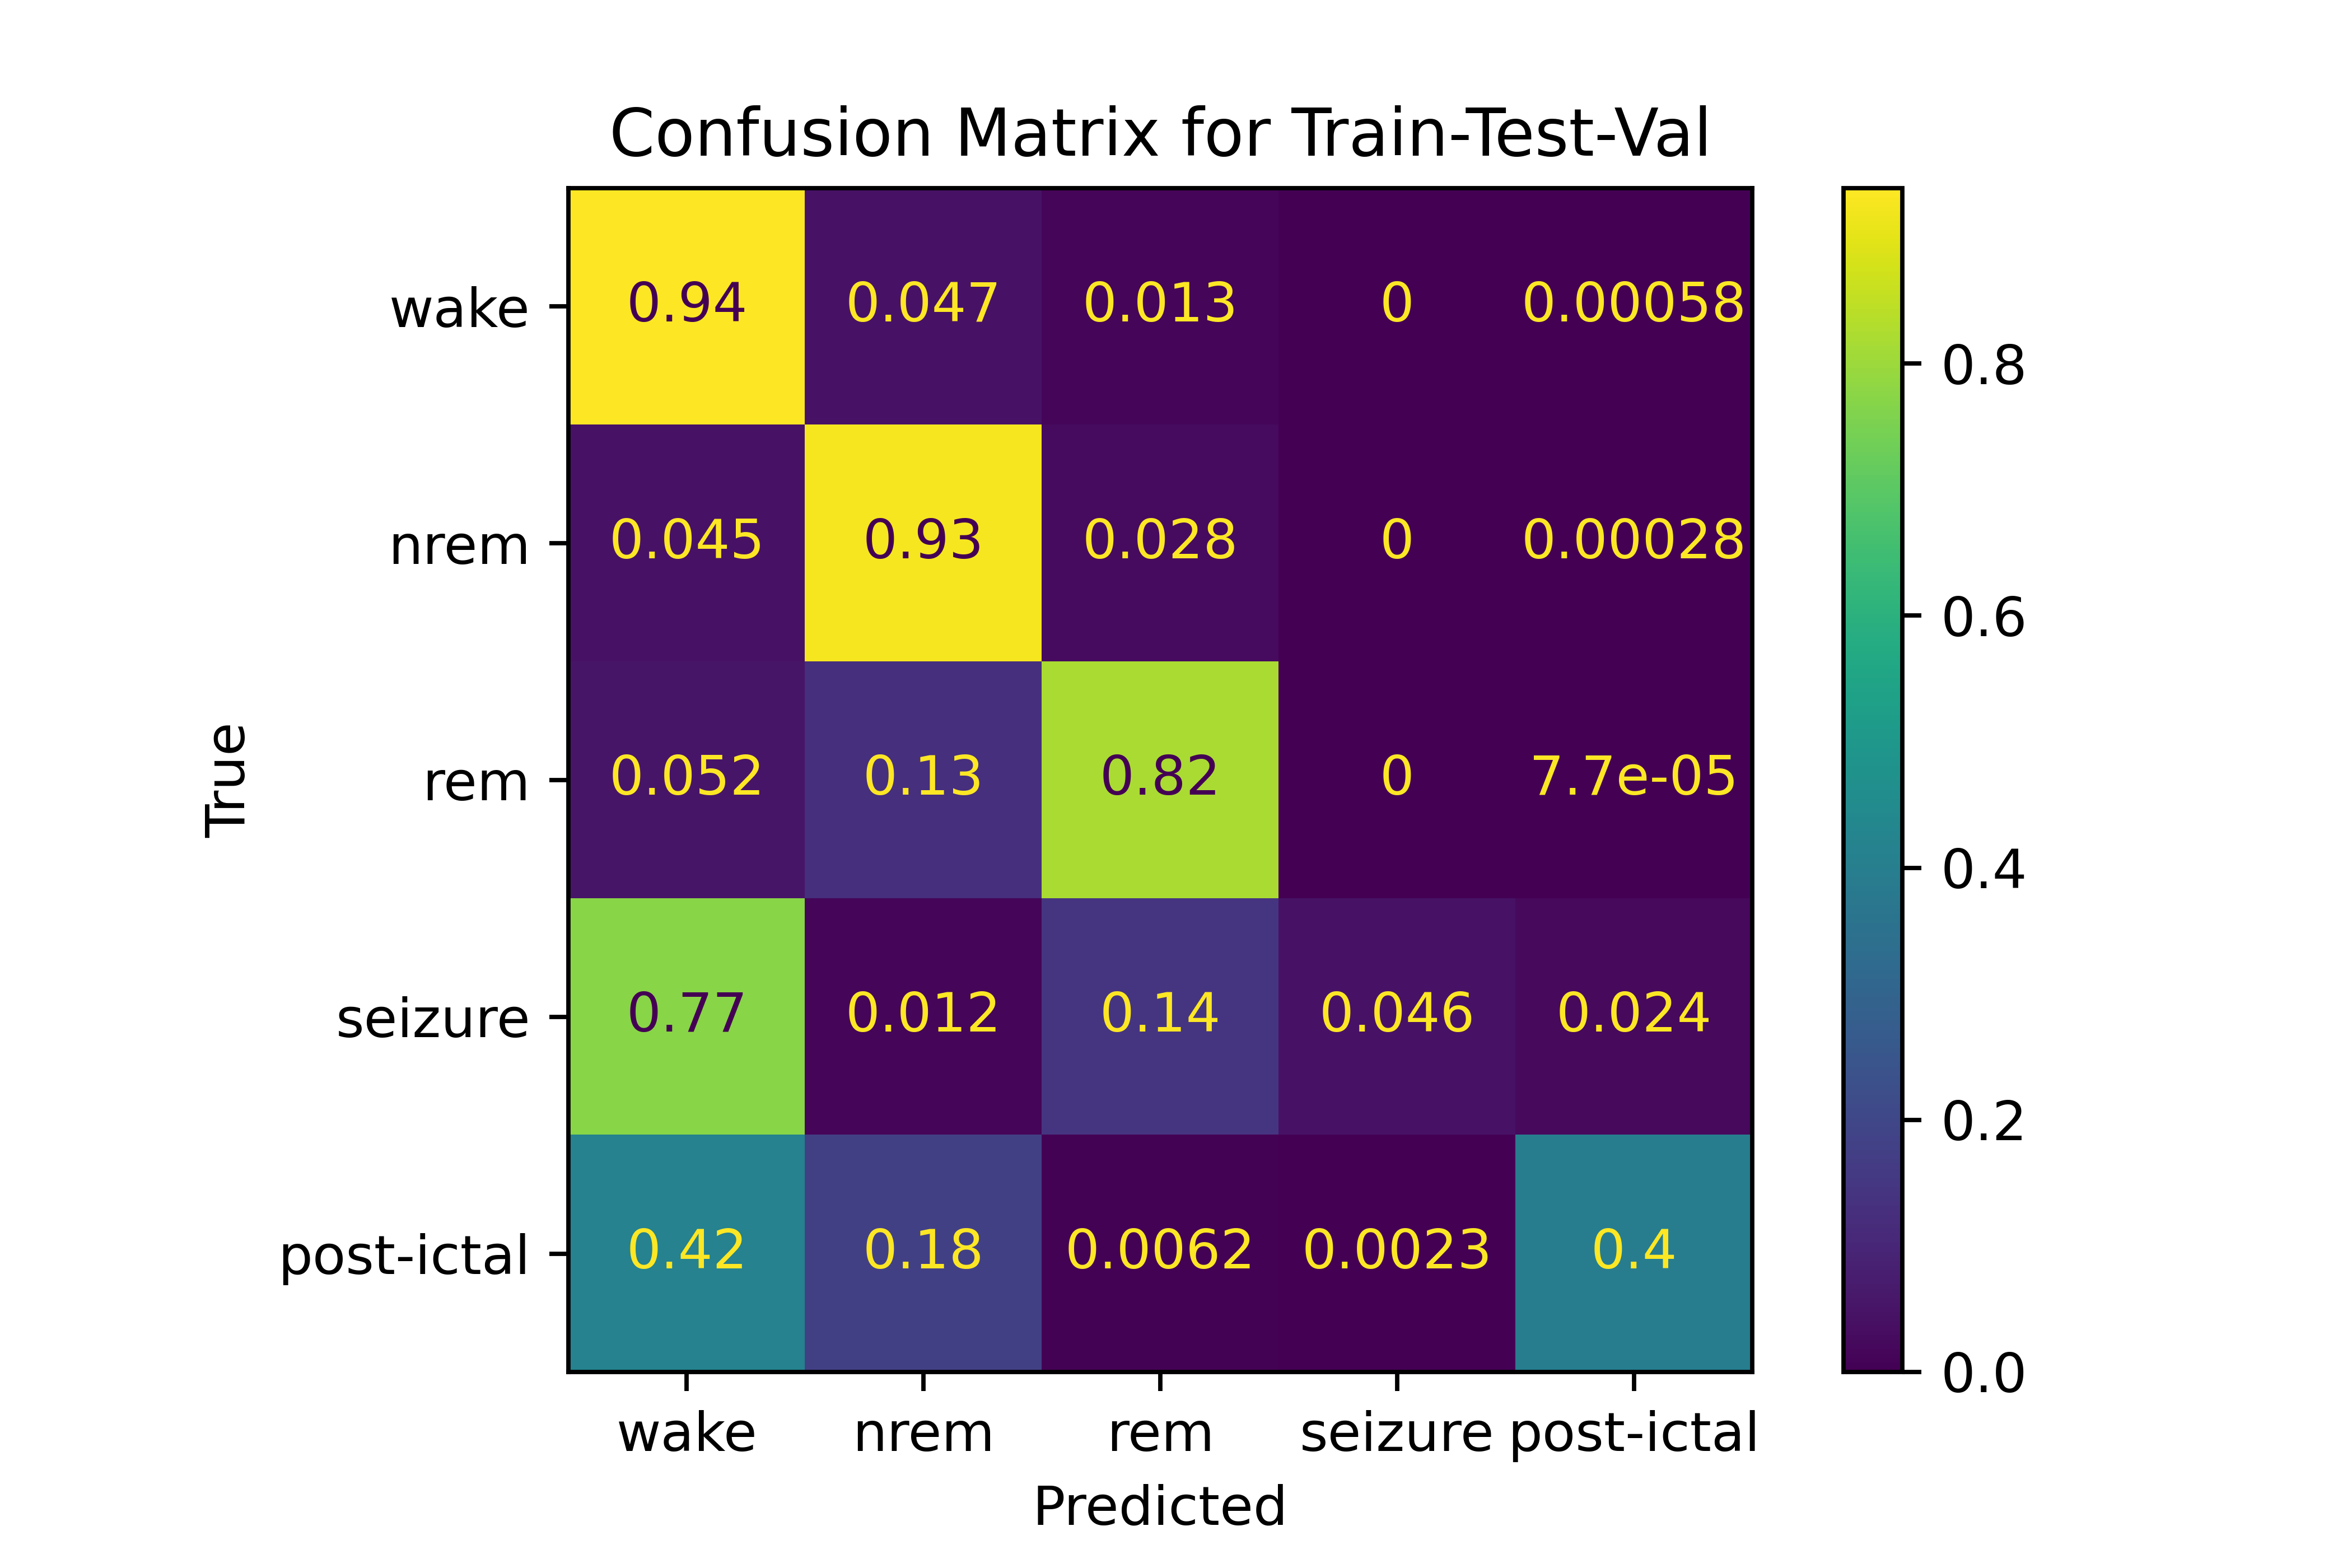 Confusion Matrix for Train-Test-Val
wake 0.94 0.047 0.013 0 0.00058
nrem 0.045 0.93 0.028 0 0.00028
rem 0.052 0.13 0.82 0 7.7e-05
seizure 0.77 0.012 0.14 0.046 0.024
post-ictal 0.42 0.18 0.0062 0.0023 0.4
wake nrem rem seizure post-ictal
Predicted
True
0.8
0.6
0.4
0.2
0.0